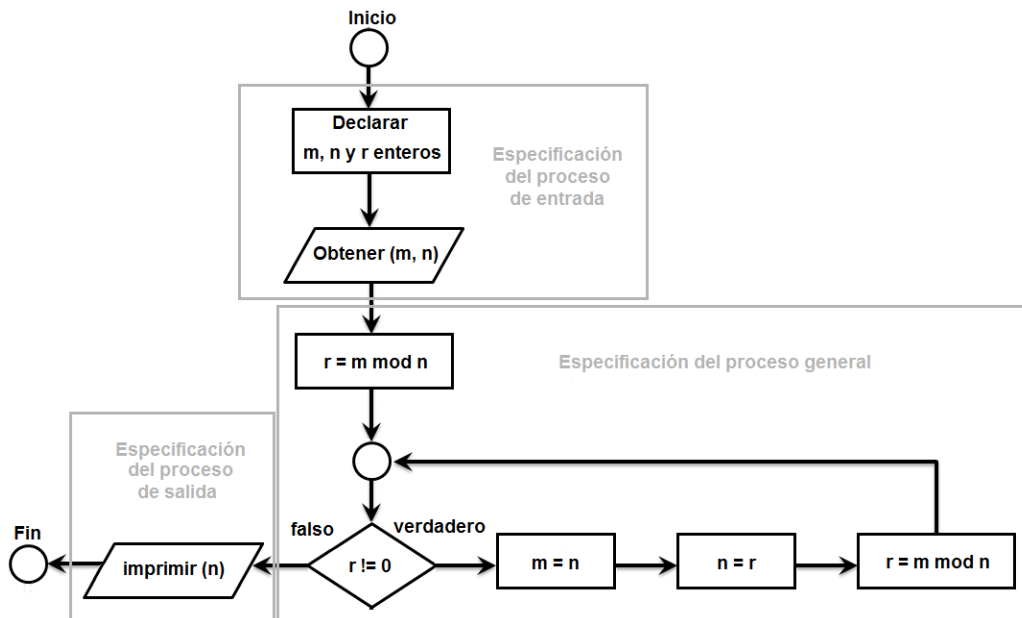 Inicio
Declarar
m, n y r enteros
Especificación
del proceso
de entrada
Obtener (m, n)
r = m mod n
Especificación del proceso general
Especificación
del proceso
de salida
Fin
falso
verdadero
imprimir (n)
r != 0
m = n
n = r
r = m mod n